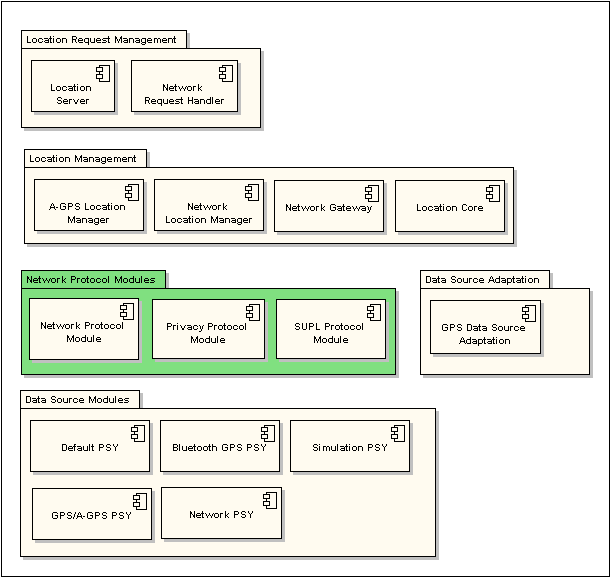 Location Request Management
Location
Server
Network
Request Handler
Location Management
A-GPS Location
Manager
Network
Location Manager
Network Gateway
Location Core
Network Protocol Modules
Network Protocol
Module
Privacy Protocol
Module
SUPL Protocol
Module
Data Source Adaptation
GPS Data Source
Adaptation
Data Source Modules
Default PSY
Bluetooth GPS PSY
Simulation PSY
GPS/A-GPS PSY
Network PSY